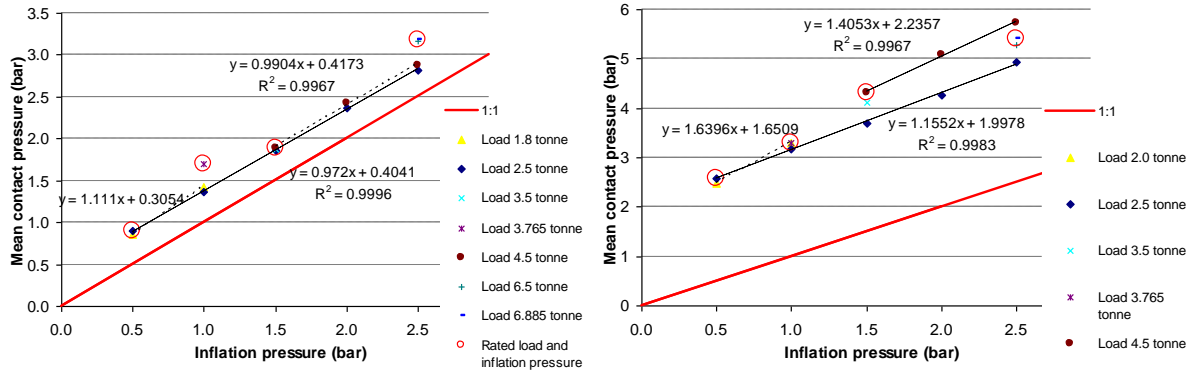 3.5
3.0
2.5
2.0
1.5
1.0
0.5
0.0
Mean contact pressure (bar)
y = 0.9904x + 0.4173
R² = 0.9967
y = 0.972x + 0.4041
R² = 0.9996
y = 1.111x + 0.3054
0.0 0.5 1.0 1.5 2.0 2.5
Inflation pressure (bar)
1:1
Load 1.8 tonne
Load 2.5 tonne
Load 3.5 tonne
Load 3.765 tonne
Load 4.5 tonne
Load 6.5 tonne
Load 6.885 tonne
Rated load and
inflation pressure
6
5
4
3
2
1
0
Mean contact pressure (bar)
y = 1.4053x + 2.2357
R² = 0.9967
y = 1.6396x + 1.6509
y = 1.1552x + 1.9978
R² = 0.9983
0.0 0.5 1.0 1.5 2.0 2.5
Inflation pressure (bar)
1:1
Load 2.0 tonne
Load 2.5 tonne
Load 3.5 tonne
Load 3.765
tonne
Load 4.5 tonne